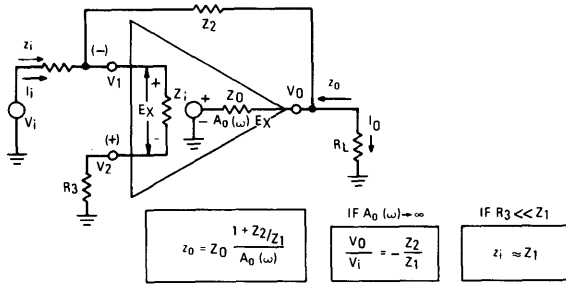 Z2
zi
(−)
Ii
V1
+
Zi
EX
-
Vi
(+)
V2
R3
+
Z0
−
A0 (ω) EX
V0
z0
I0
RL
z0 = Z0 1 + Z2/Z1 / A0 (ω)
IF A0 (ω) → ∞
V0 / Vi = − Z2 / Z1
IF R3 << Z1
zi ≈ Z1